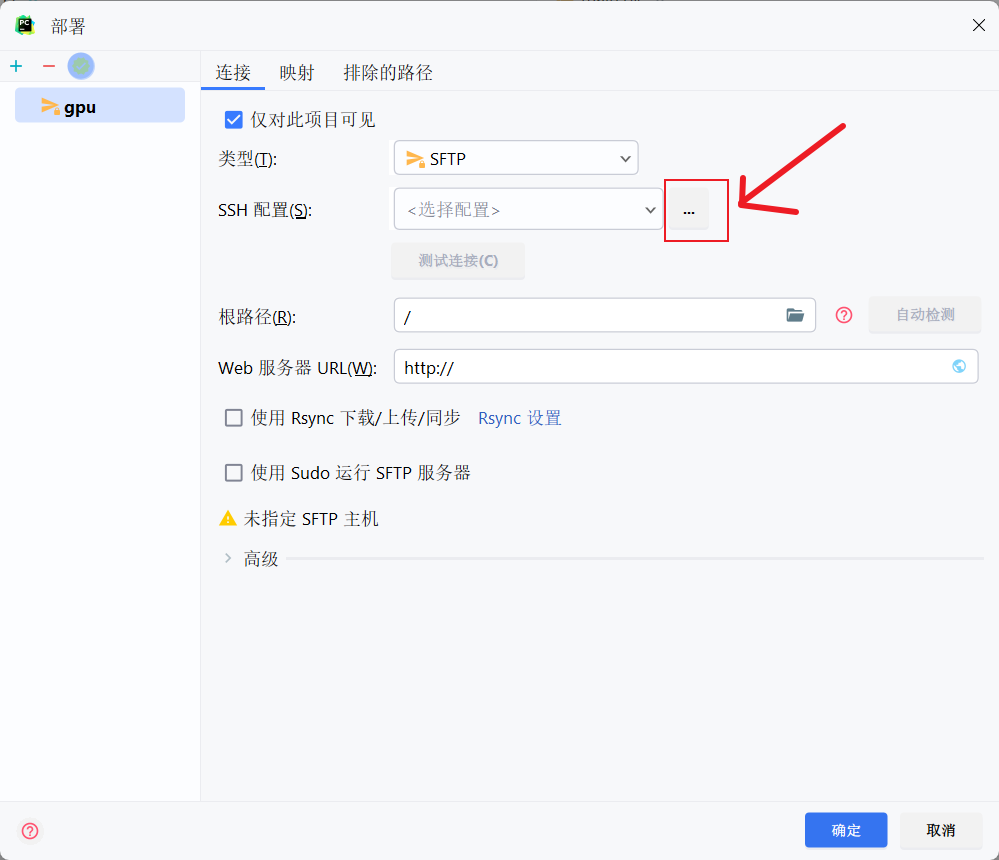 部署
gpu
连接 映射 排除的路径
仅对此项目可见
类型(T): SFTP
SSH 配置(S): <选择配置> ...
测试连接(C)
根路径(R): / 自动检测
Web 服务器 URL(W): http://
使用 Rsync 下载/上传/同步 Rsync 设置
使用 Sudo 运行 SFTP 服务器
未指定 SFTP 主机
高级
确定 取消